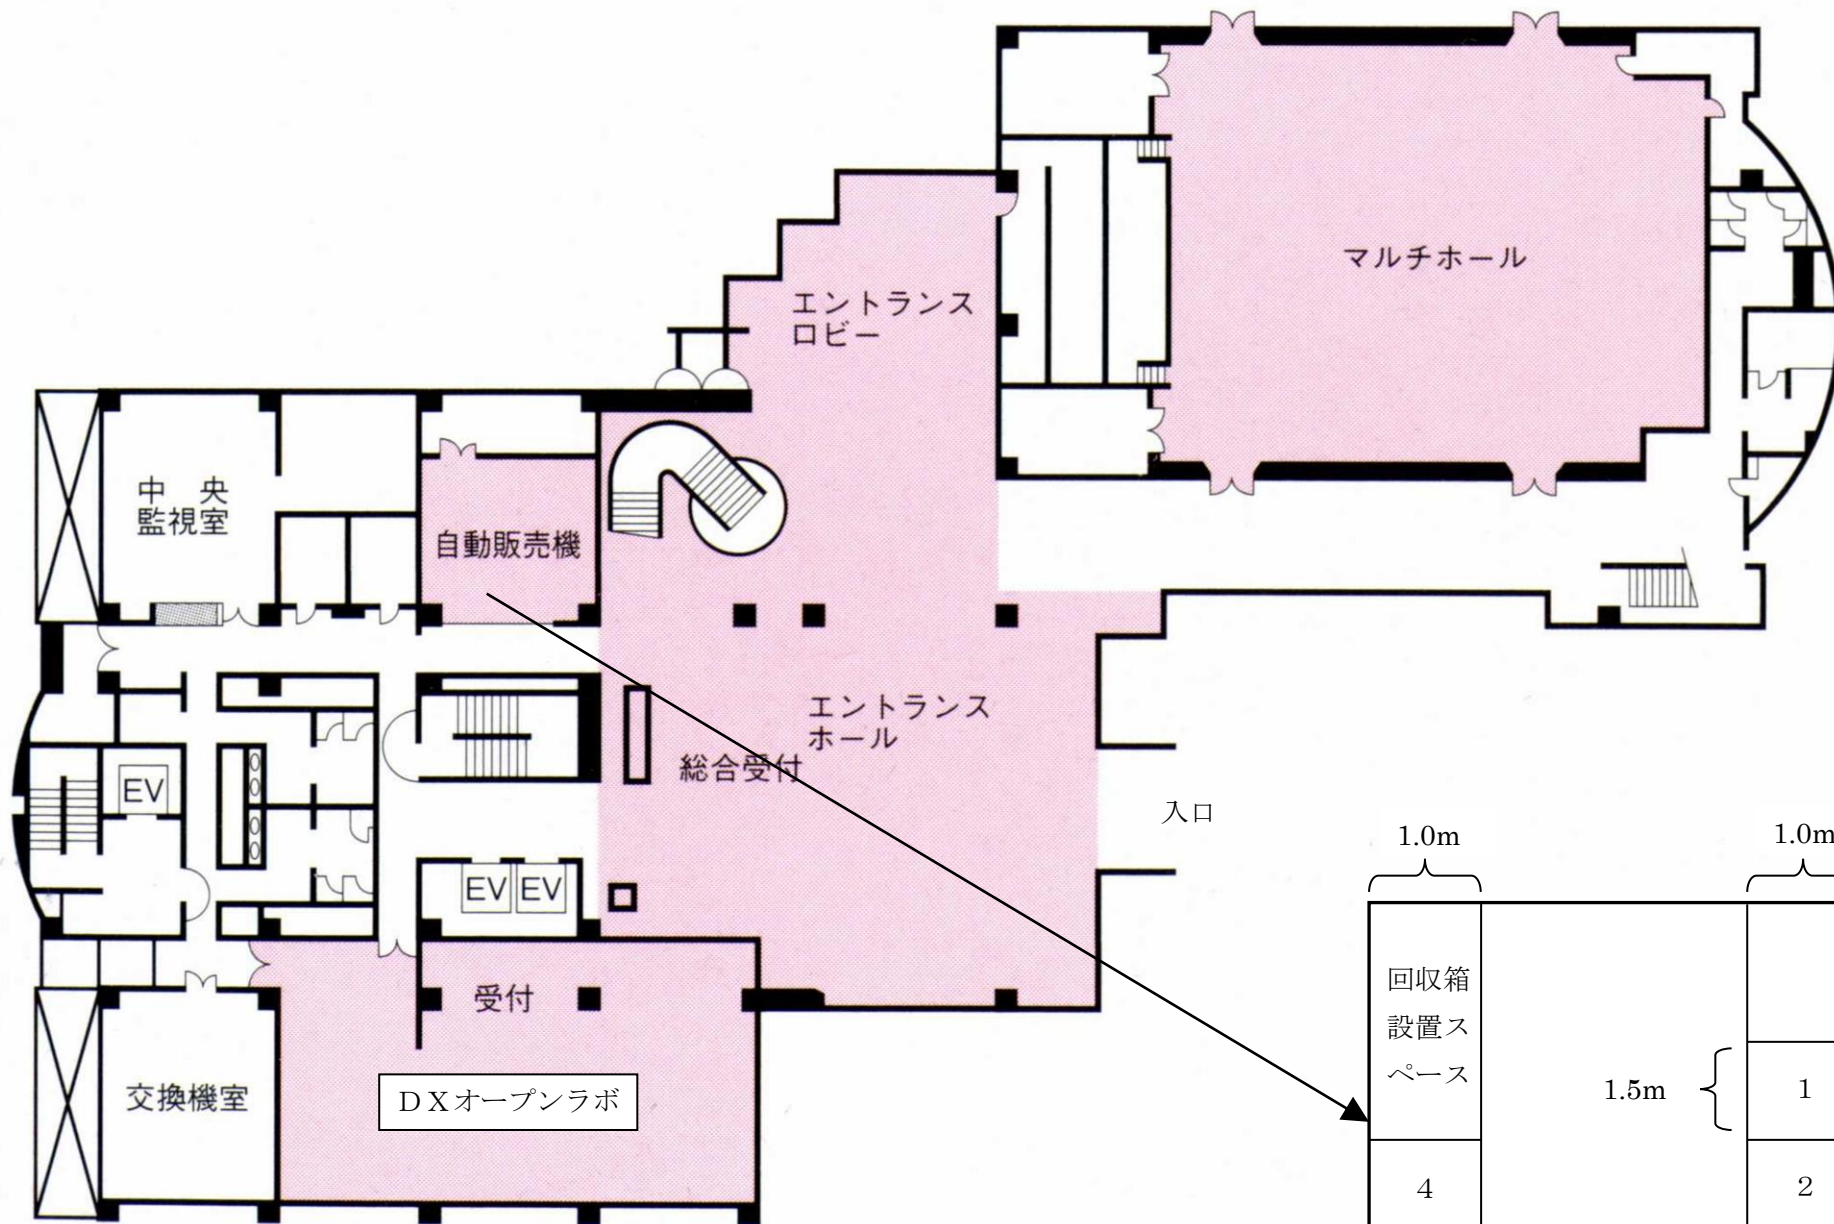 マルチホール
エントランス
ロビー
中　央
監視室
自動販売機
エントランス
ホール
総合受付
入口
EV
EV
EV
受付
交換機室
ＤＸオープンラボ
1.0m
1.0m
回収箱
設置ス
ペース
1.5m
1
4
2